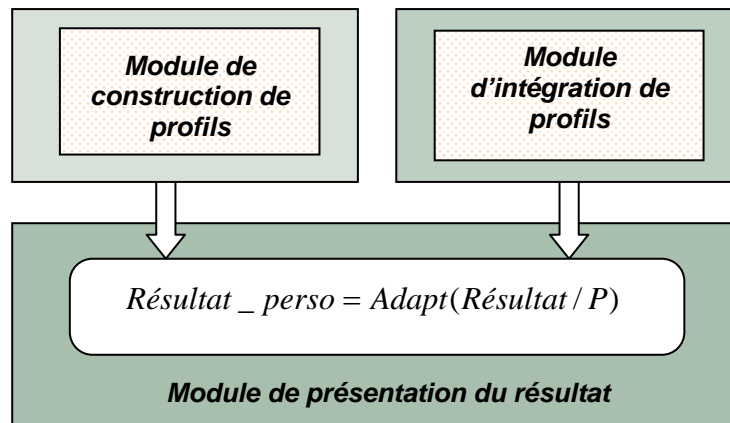 Module de
construction de
profils
Module
d'intégration de
profils
Résultat _ perso = Adapt(Résultat / P)
Module de présentation du résultat